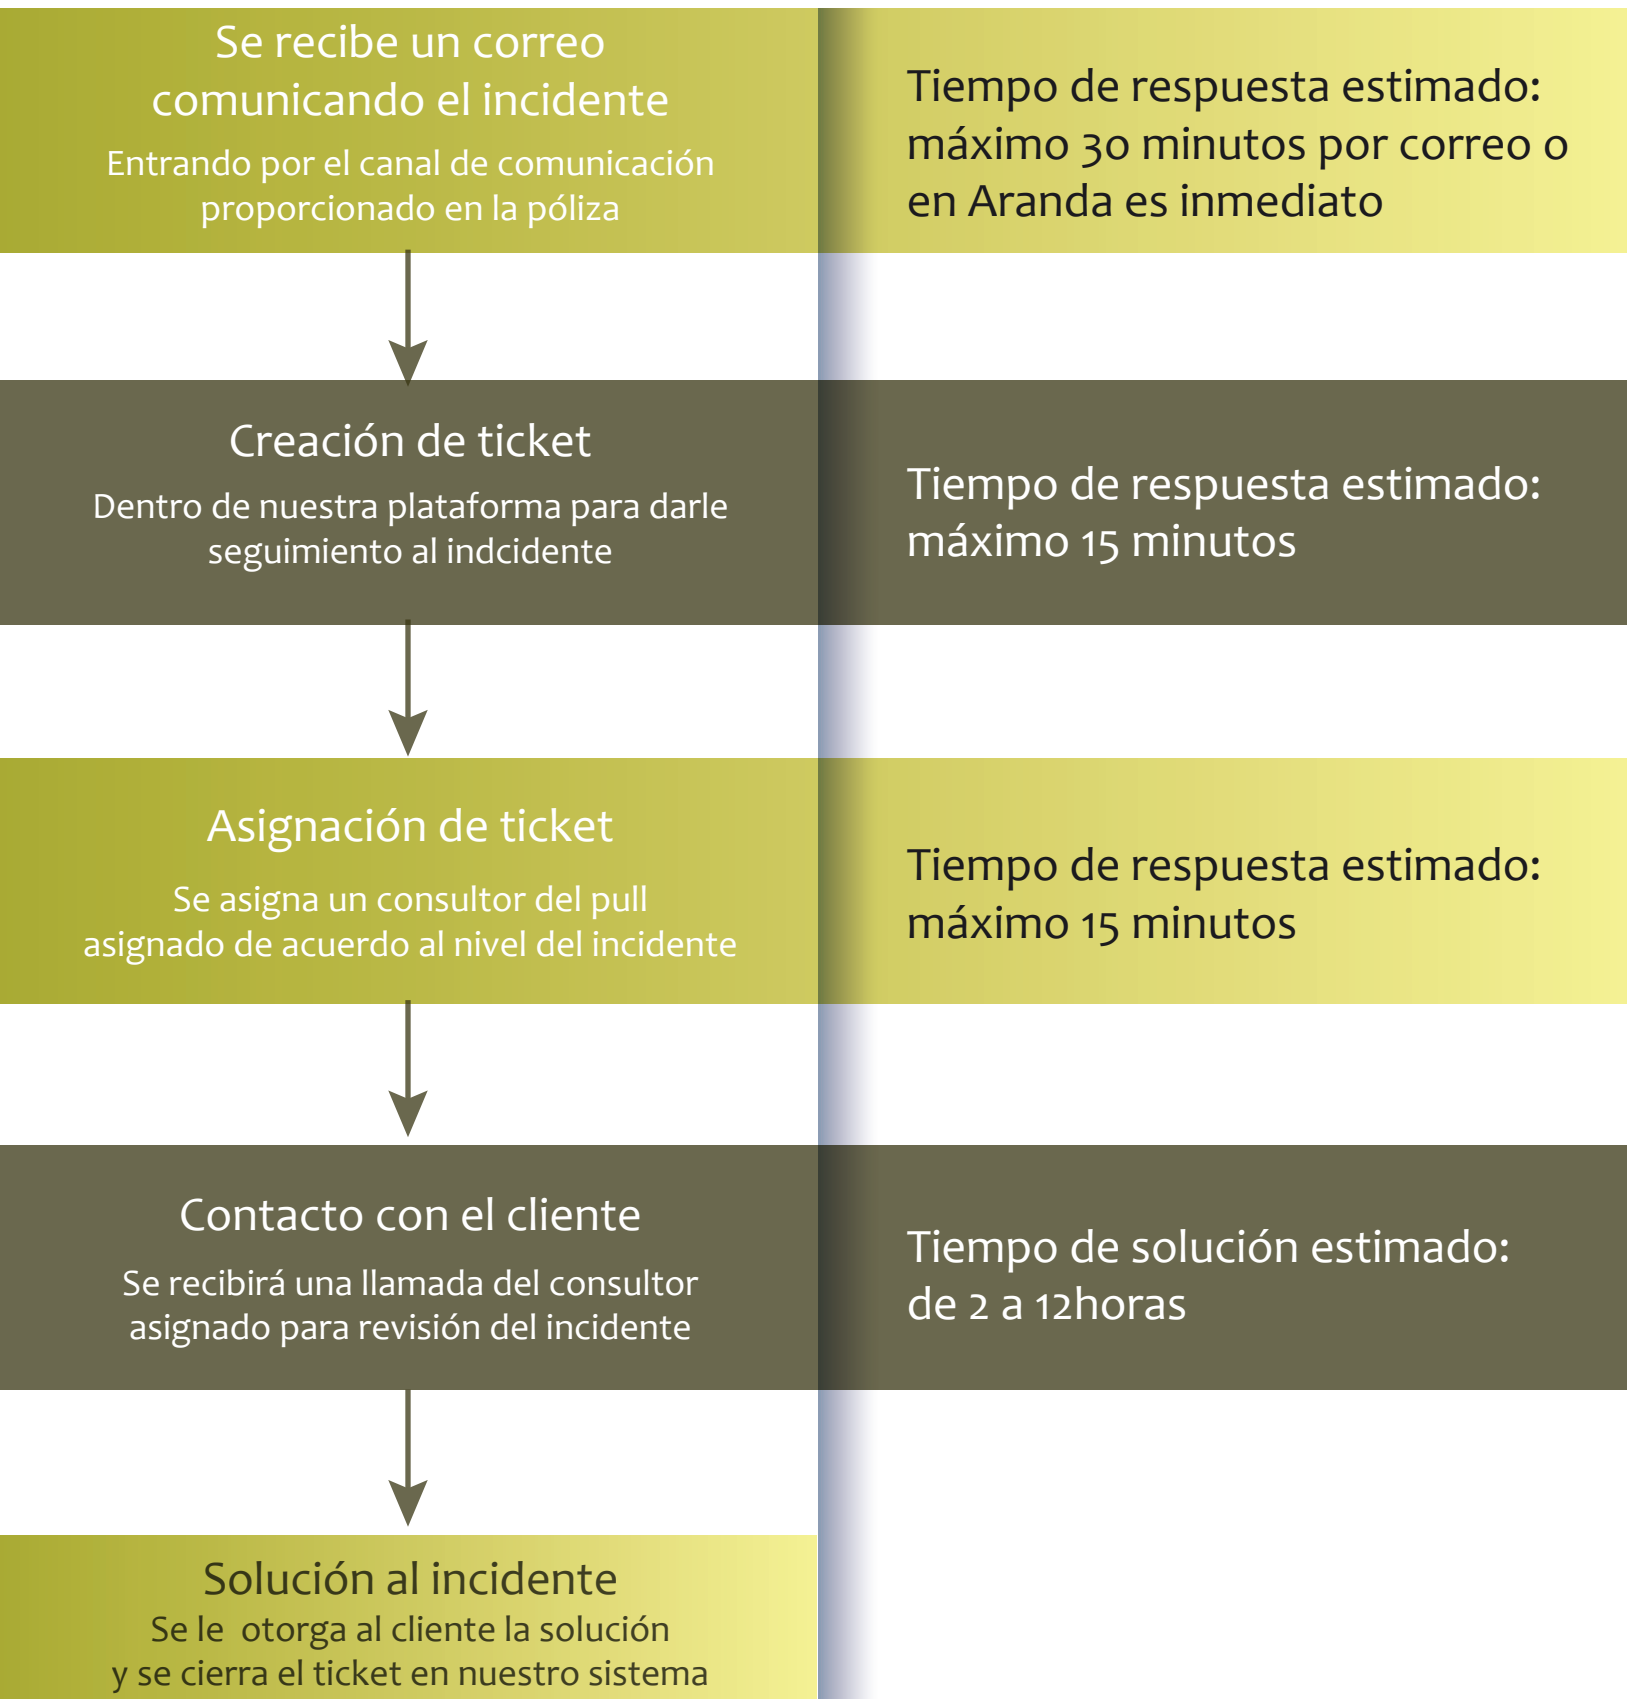 Se recibe un correo
comunicando el incidente
Entrando por el canal de comunicación
proporcionado en la póliza
Tiempo de respuesta estimado:
máximo 30 minutos por correo o
en Aranda es inmediato
Creación de ticket
Dentro de nuestra plataforma para darle
seguimiento al indcidente
Tiempo de respuesta estimado:
máximo 15 minutos
Asignación de ticket
Se asigna un consultor del pull
asignado de acuerdo al nivel del incidente
Tiempo de respuesta estimado:
máximo 15 minutos
Contacto con el cliente
Se recibirá una llamada del consultor
asignado para revisión del incidente
Tiempo de solución estimado:
de 2 a 12horas
Solución al incidente
Se le  otorga al cliente la solución
y se cierra el ticket en nuestro sistema